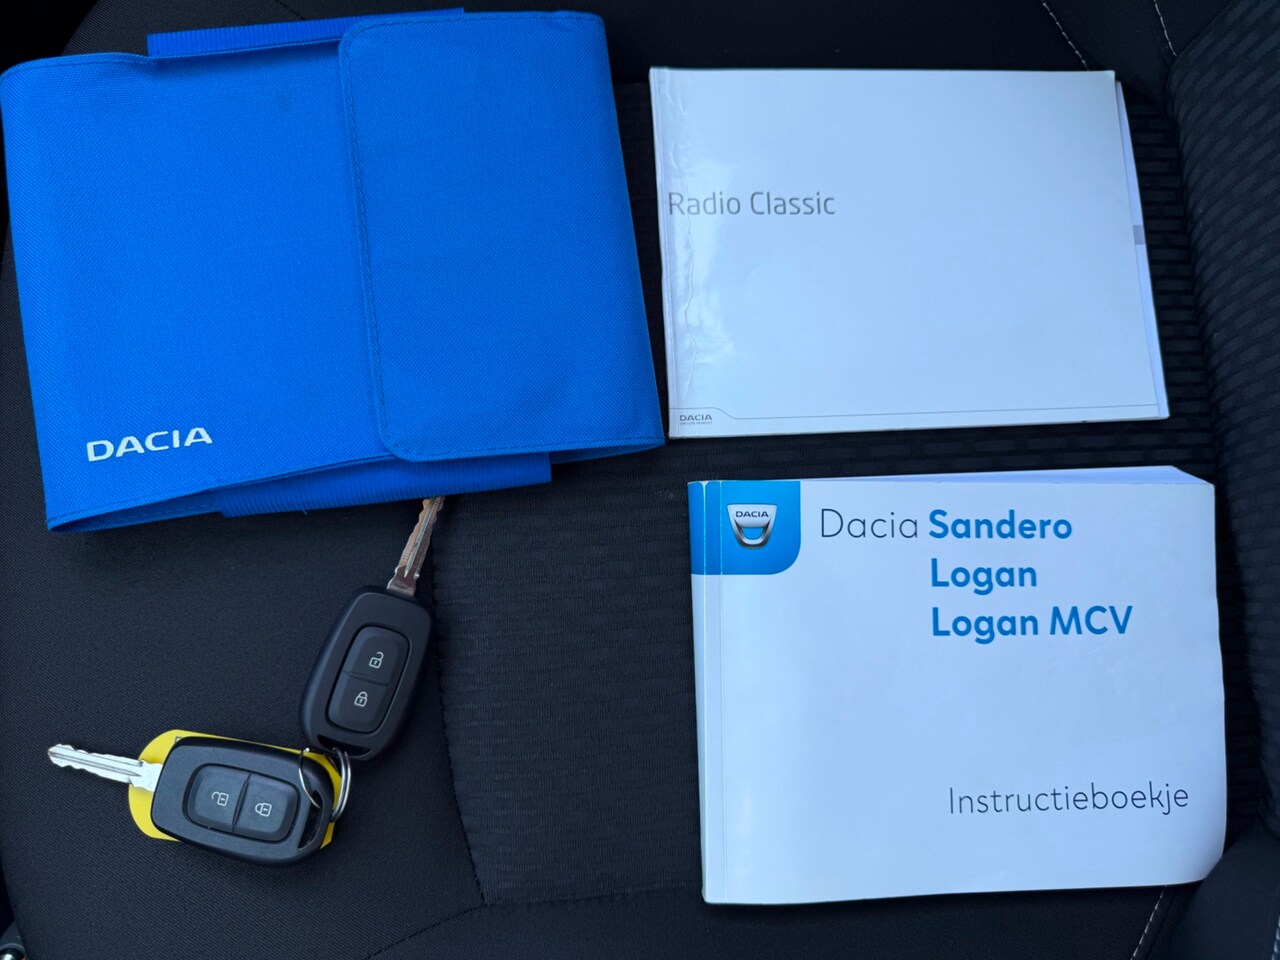 DACIA
Radio Classic
DACIA
DACIA
Dacia Sandero
Logan
Logan MCV
Instructieboekje